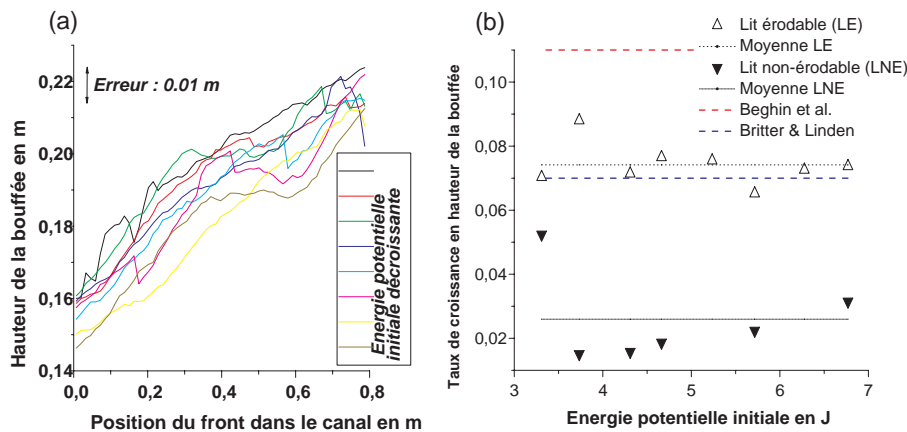 (a)
Hauteur de la bouffée en m
0,22
0,20
0,18
0,16
0,14
Erreur : 0.01 m
Energie potentielle
initiale décroissante
0,0
0,2
0,4
0,6
0,8
Position du front dans le canal en m
(b)
Taux de croissance en hauteur de la bouffée
0,10
0,08
0,06
0,04
0,02
Lit érodable (LE)
Moyenne LE
Lit non-érodable (LNE)
Moyenne LNE
Beghin et al.
Britter & Linden
3
4
5
6
7
Energie potentielle initiale en J